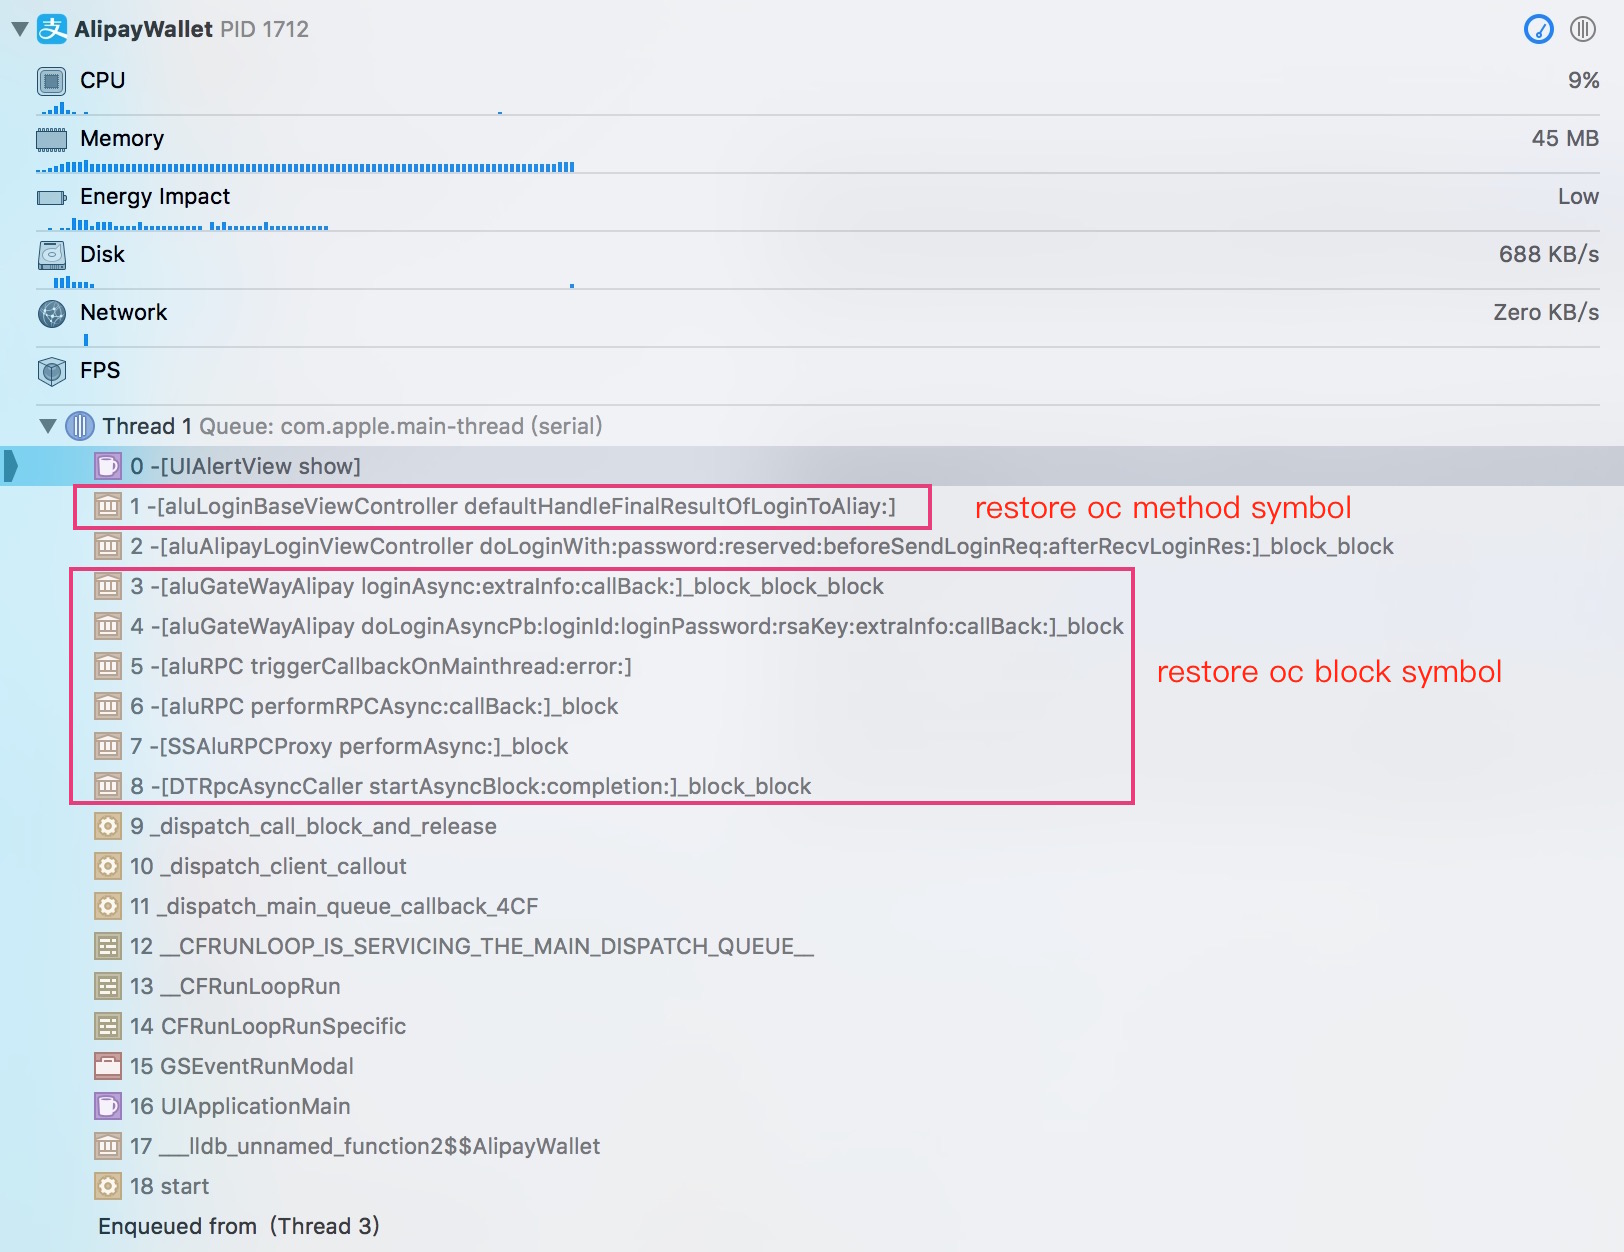 AlipayWallet PID 1712
CPU 9%
Memory 45 MB
Energy Impact Low
Disk 688 KB/s
Network Zero KB/s
FPS
Thread 1 Queue: com.apple.main-thread (serial)
0 -[UIAlertView show]
1 -[aluLoginBaseViewController defaultHandleFinalResultOfLoginToAliay:] restore oc method symbol
2 -[aluAlipayLoginViewController doLoginWith:password:reserved:beforeSendLoginReq:afterRecvLoginRes:]_block_block
3 -[aluGateWayAlipay loginAsync:extraInfo:callBack:]_block_block_block
4 -[aluGateWayAlipay doLoginAsyncPb:loginId:loginPassword:rsaKey:extraInfo:callBack:]_block
5 -[aluRPC triggerCallbackOnMainthread:error:]
restore oc block symbol
6 -[aluRPC performRPCAsync:callBack:]_block
7 -[SSAluRPCProxy performAsync:]_block
8 -[DTRpcAsyncCaller startAsyncBlock:completion:]_block_block
9 _dispatch_call_block_and_release
10 _dispatch_client_callout
11 _dispatch_main_queue_callback_4CF
12 __CFRUNLOOP_IS_SERVICING_THE_MAIN_DISPATCH_QUEUE__
13 __CFRunLoopRun
14 CFRunLoopRunSpecific
15 GSEventRunModal
16 UIApplicationMain
17 ___lldb_unnamed_function2$$AlipayWallet
18 start
Enqueued from (Thread 3)